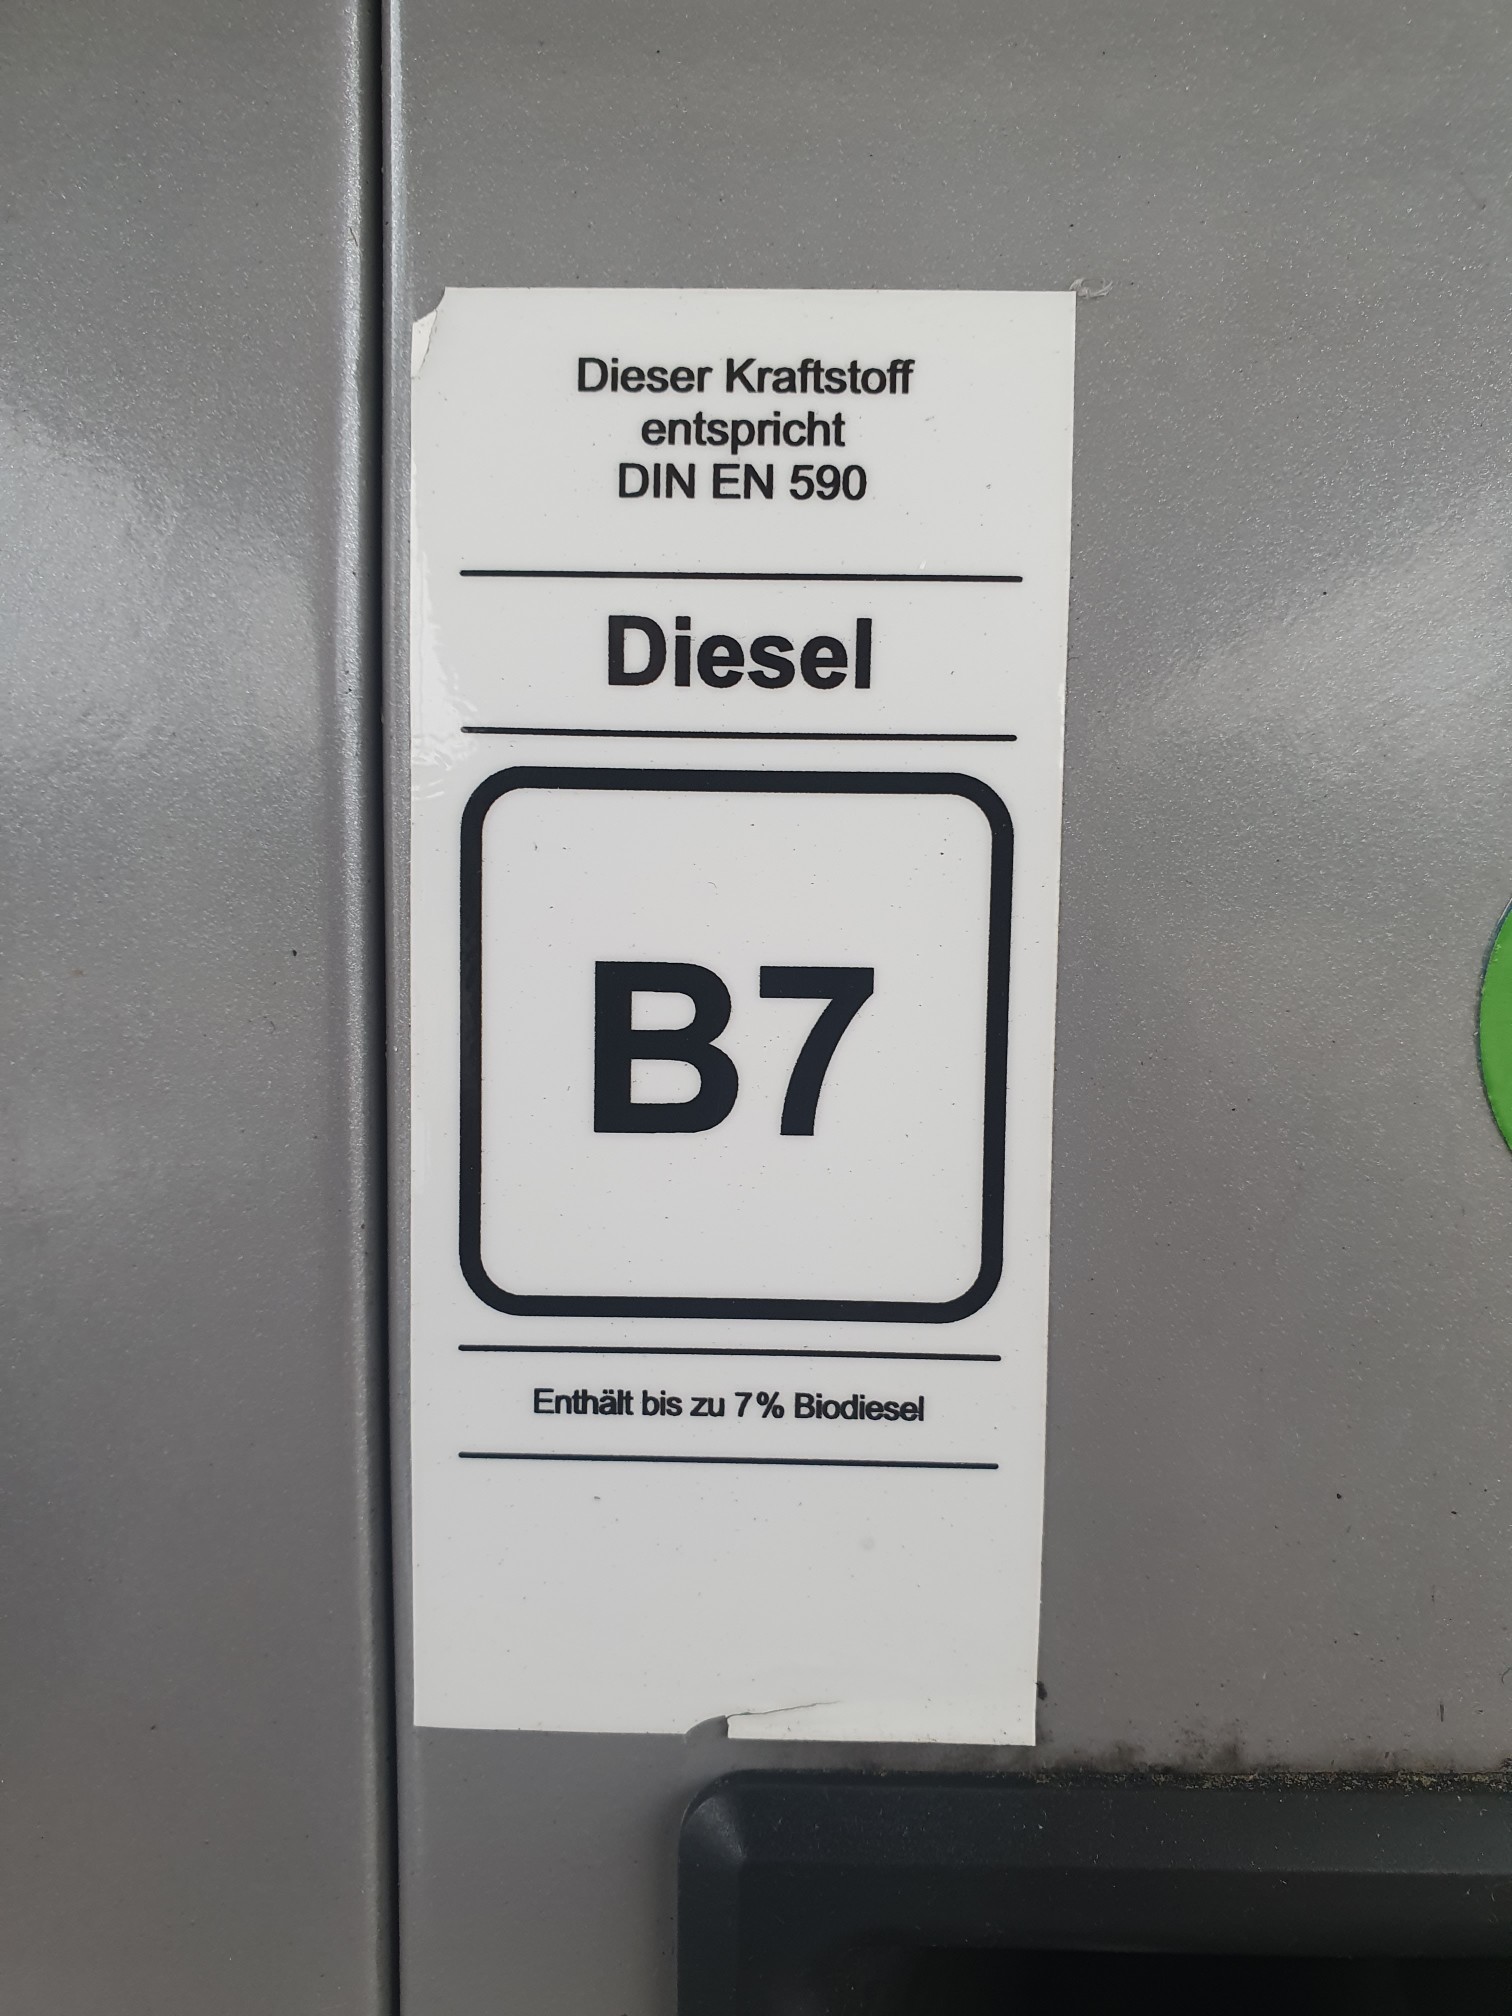 Dieser Kraftstoff
entspricht
DIN EN 590
Diesel
B7
Enthält bis zu 7% Biodiesel